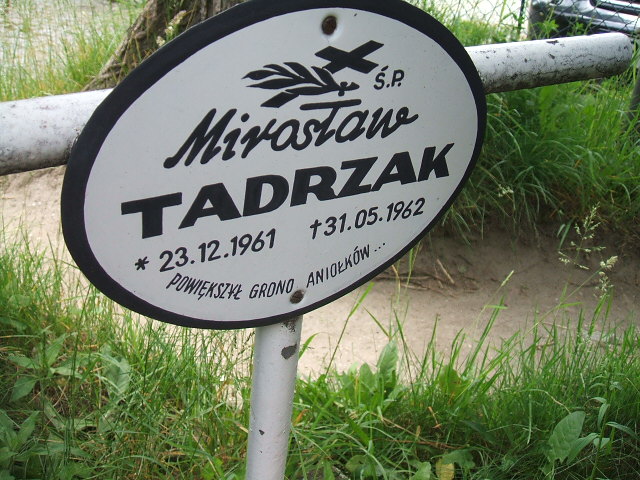 Ś.P.
Mirosław
TADRZAK
* 23.12.1961 †31.05.1962
POWIĘKSZYŁ GRONO ANIOŁKÓW...